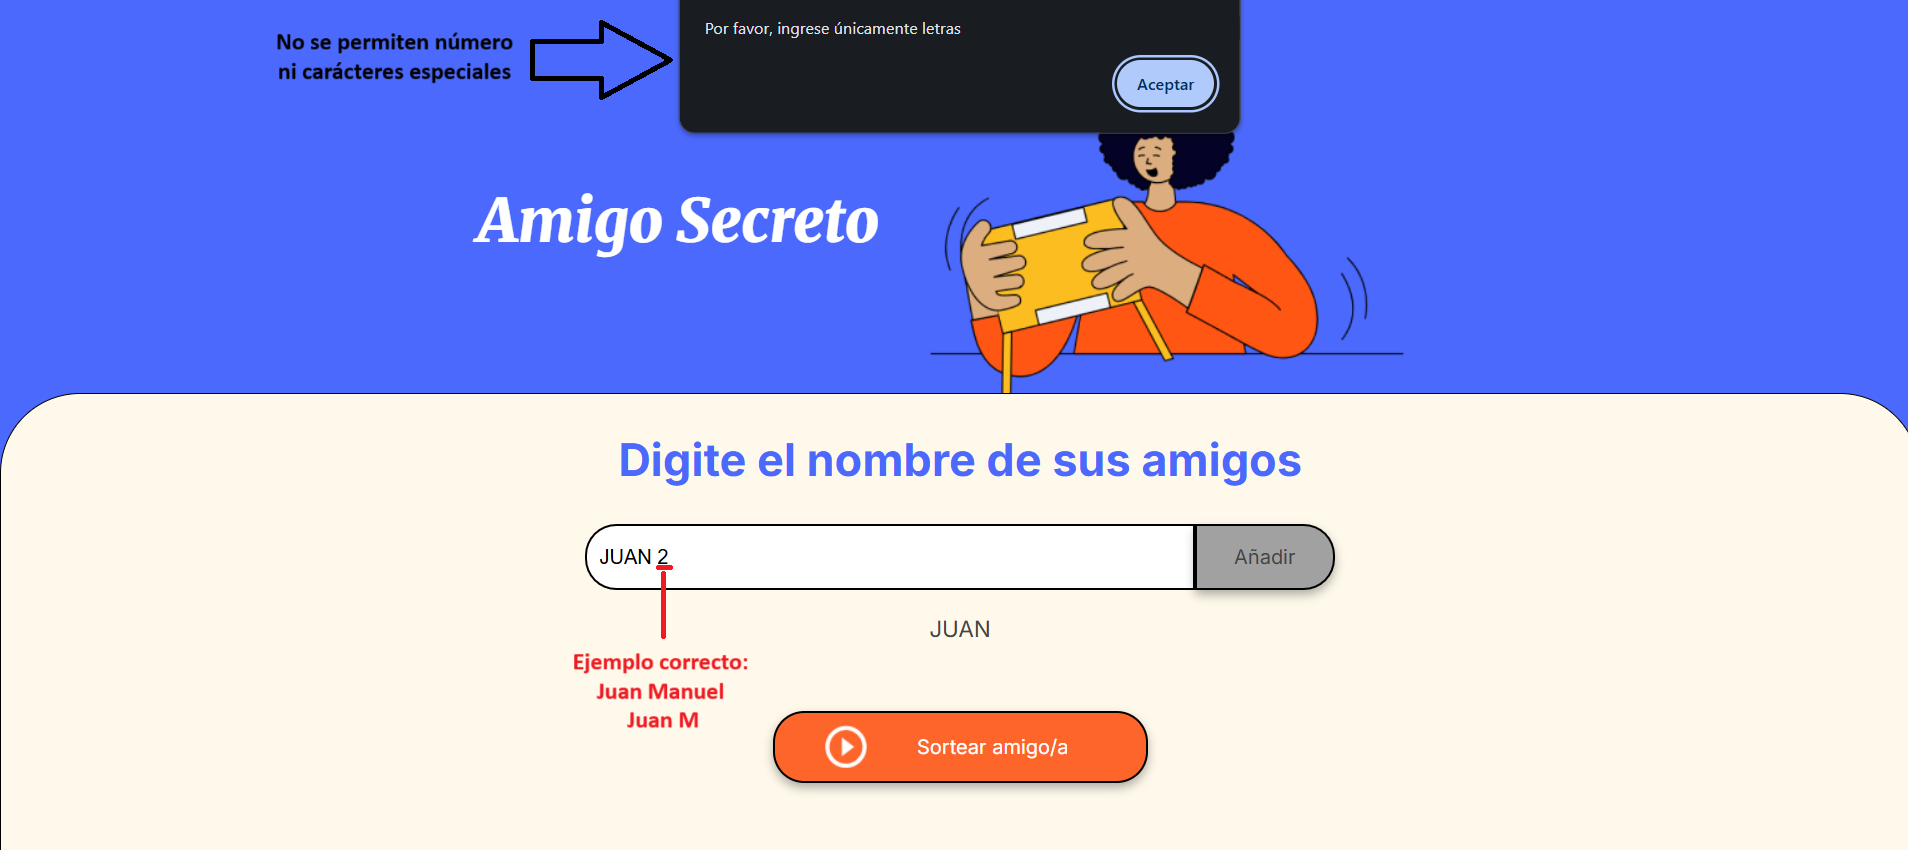 No se permiten número
ni carácteres especiales
Por favor, ingrese únicamente letras
Aceptar
Amigo Secreto
Digite el nombre de sus amigos
JUAN 2
Añadir
JUAN
Ejemplo correcto:
Juan Manuel
Juan M
Sortear amigo/a